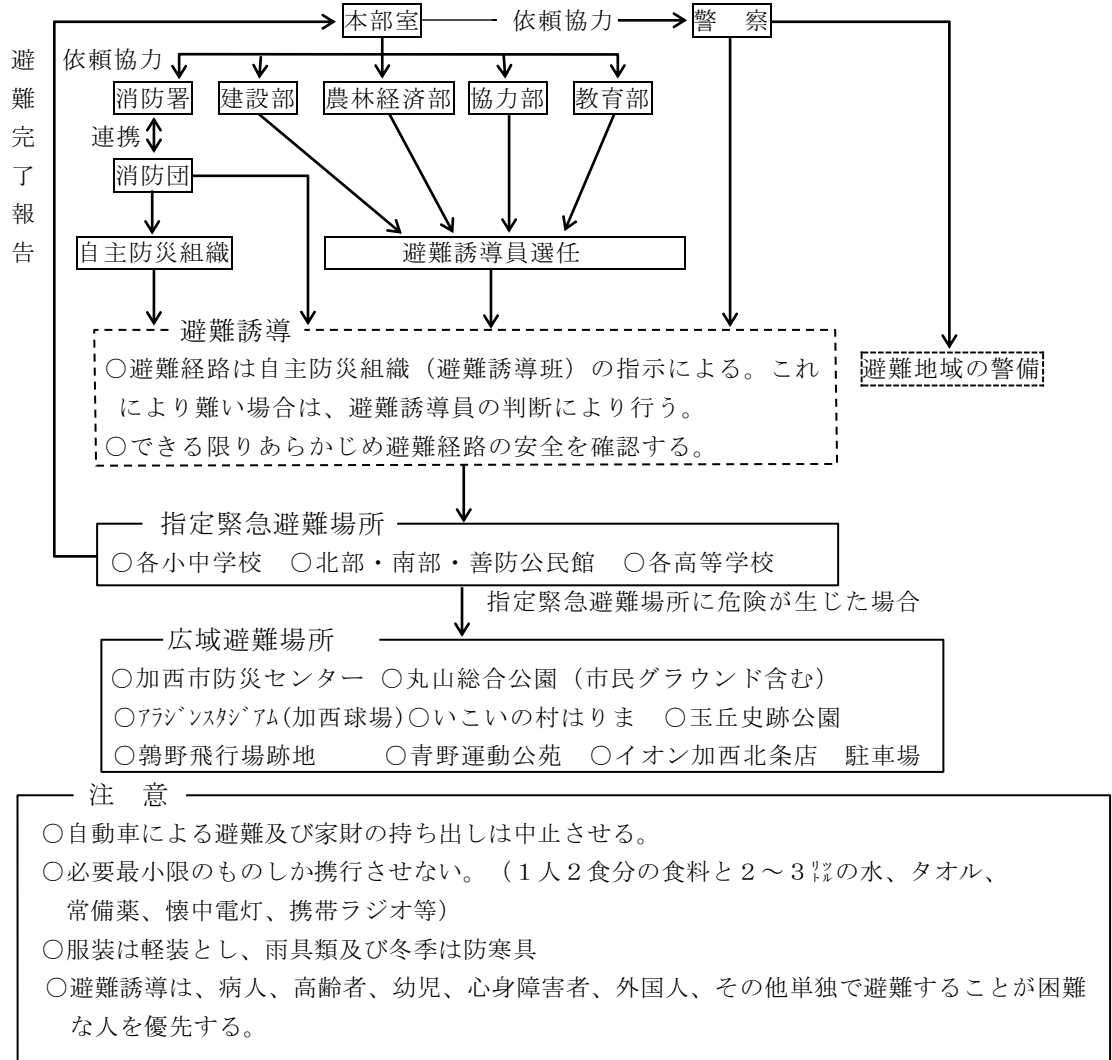 本部室 依頼協力 警 察
避難完了報告
依頼協力
消防署 建設部 農林経済部 協力部 教育部
連携
消防団
自主防災組織 避難誘導員選任
避難誘導
○避難経路は自主防災組織（避難誘導班）の指示による。これ
により難い場合は、避難誘導員の判断により行う。
○できる限りあらかじめ避難経路の安全を確認する。
避難地域の警備
指定緊急避難場所
○各小中学校 ○北部・南部・善防公民館 ○各高等学校
指定緊急避難場所に危険が生じた場合
広域避難場所
○加西市防災センター ○丸山総合公園（市民グラウンド含む）
○ｱﾗｼﾞﾝｽﾀｼﾞｱﾑ(加西球場)○いこいの村はりま ○玉丘史跡公園
○鶉野飛行場跡地 ○青野運動公苑 ○イオン加西北条店 駐車場
注 意
○自動車による避難及び家財の持ち出しは中止させる。
○必要最小限のものしか携行させない。（１人２食分の食料と２～３㍑の水、タオル、
常備薬、懐中電灯、携帯ラジオ等）
○服装は軽装とし、雨具類及び冬季は防寒具
○避難誘導は、病人、高齢者、幼児、心身障害者、外国人、その他単独で避難することが困難
な人を優先する。